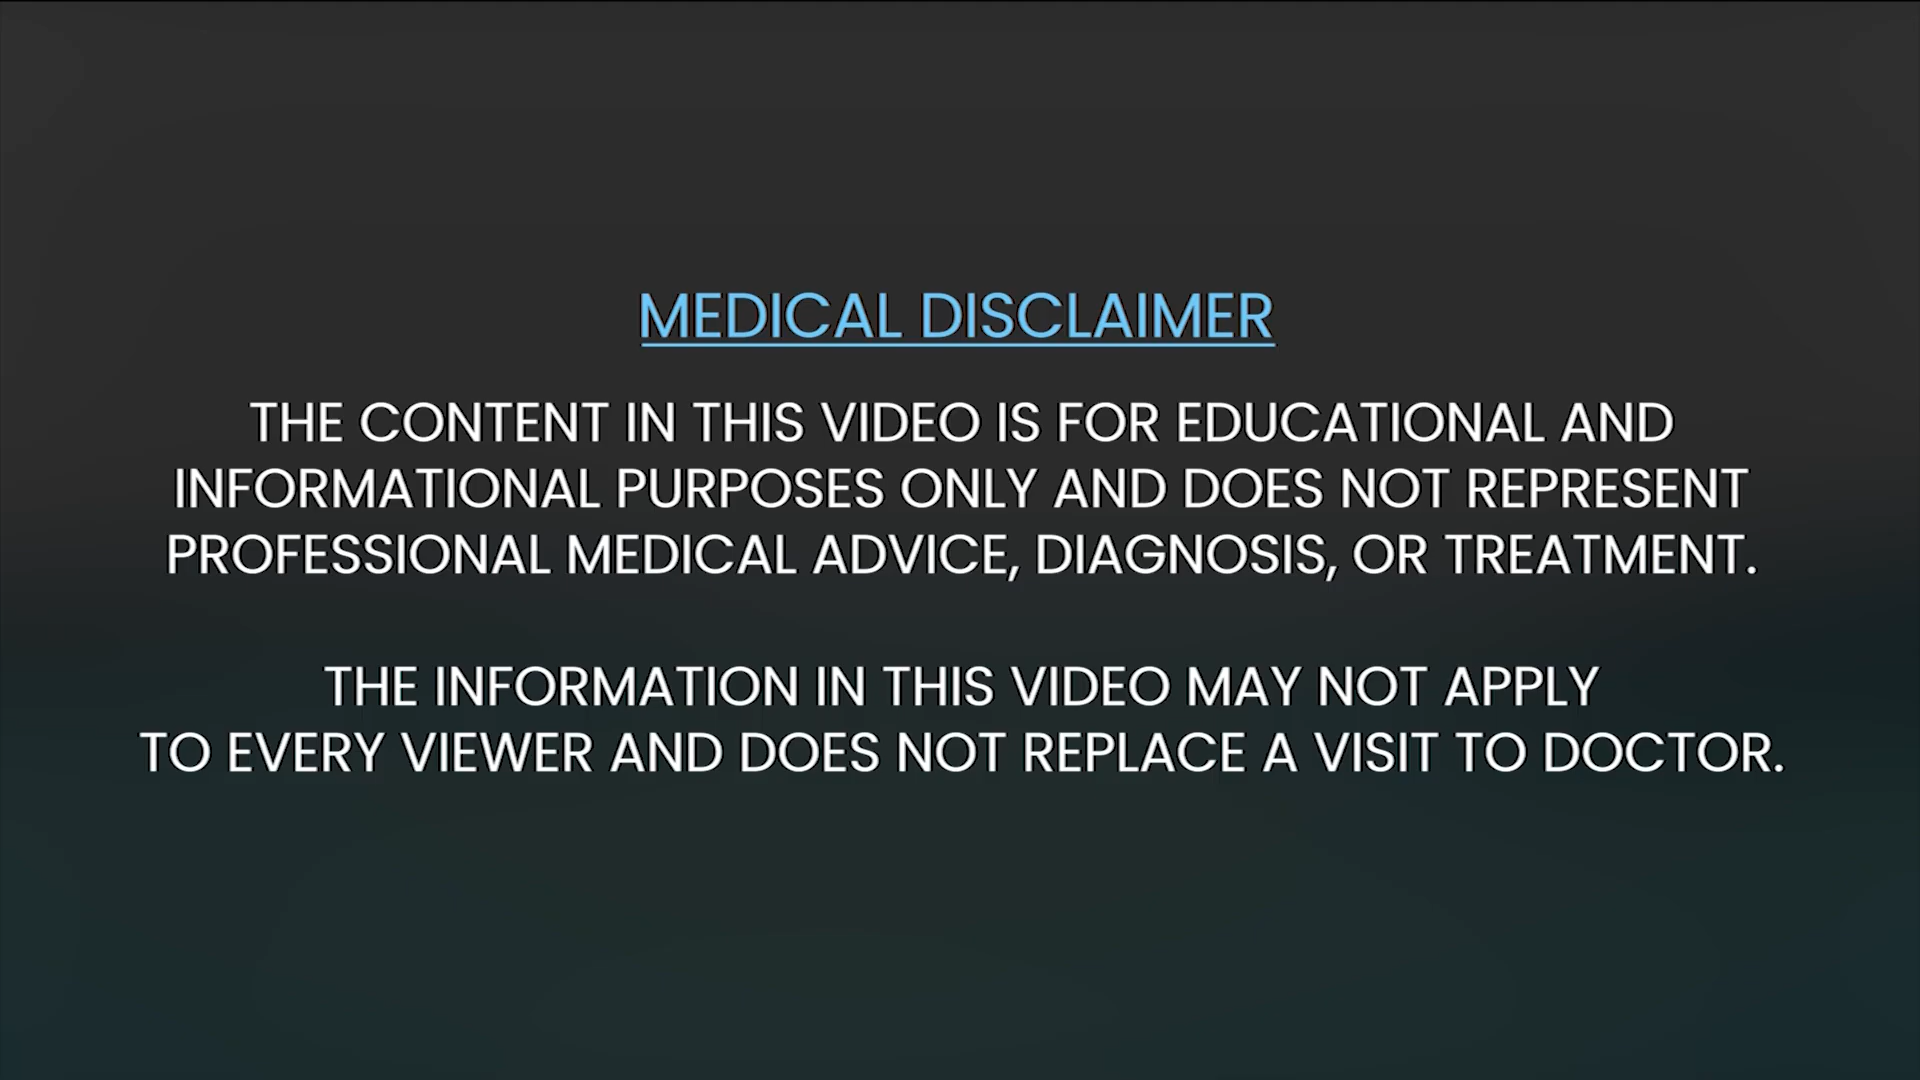 MEDICAL DISCLAIMER
THE CONTENT IN THIS VIDEO IS FOR EDUCATIONAL AND
INFORMATIONAL PURPOSES ONLY AND DOES NOT REPRESENT
PROFESSIONAL MEDICAL ADVICE, DIAGNOSIS, OR TREATMENT.
THE INFORMATION IN THIS VIDEO MAY NOT APPLY
TO EVERY VIEWER AND DOES NOT REPLACE A VISIT TO DOCTOR.